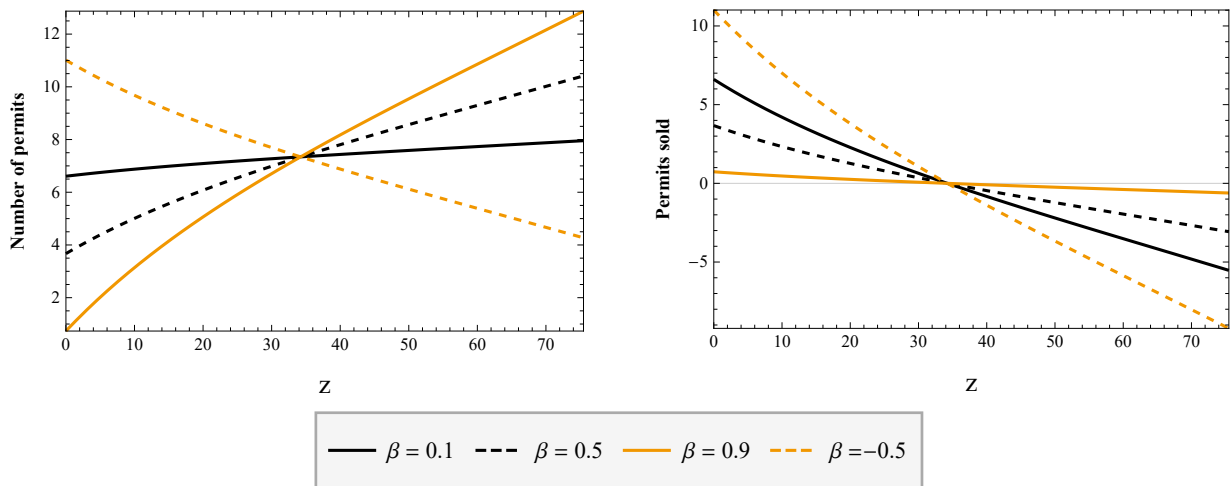 Number of permits
12
10
8
6
4
2
0 10 20 30 40 50 60 70
z
Permits sold
10
5
0
−5
0 10 20 30 40 50 60 70
z
β = 0.1 β = 0.5 β = 0.9 β =−0.5